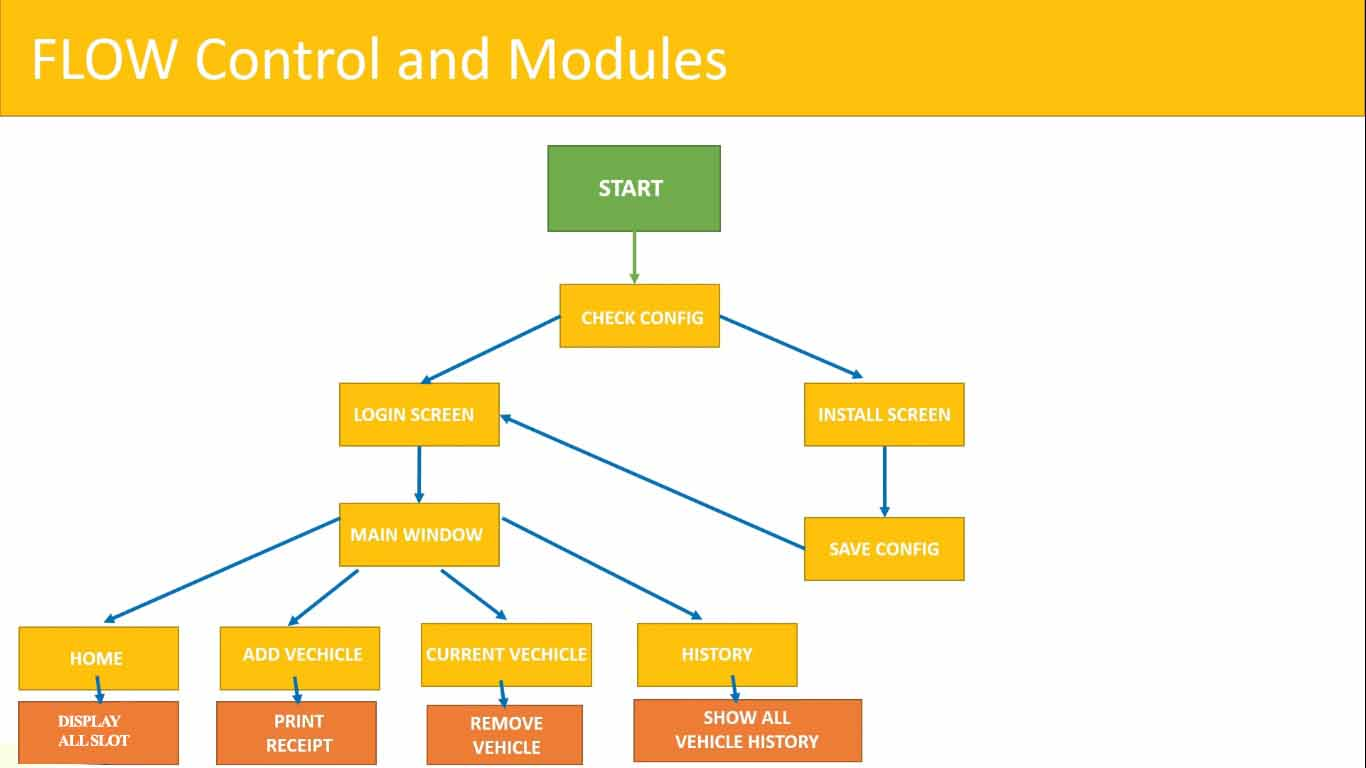 FLOW Control and Modules
START
CHECK CONFIG
LOGIN SCREEN
INSTALL SCREEN
MAIN WINDOW
SAVE CONFIG
HOME
ADD VECHICLE
CURRENT VECHICLE
HISTORY
DISPLAY
ALL SLOT
PRINT
RECEIPT
REMOVE
VEHICLE
SHOW ALL
VEHICLE HISTORY